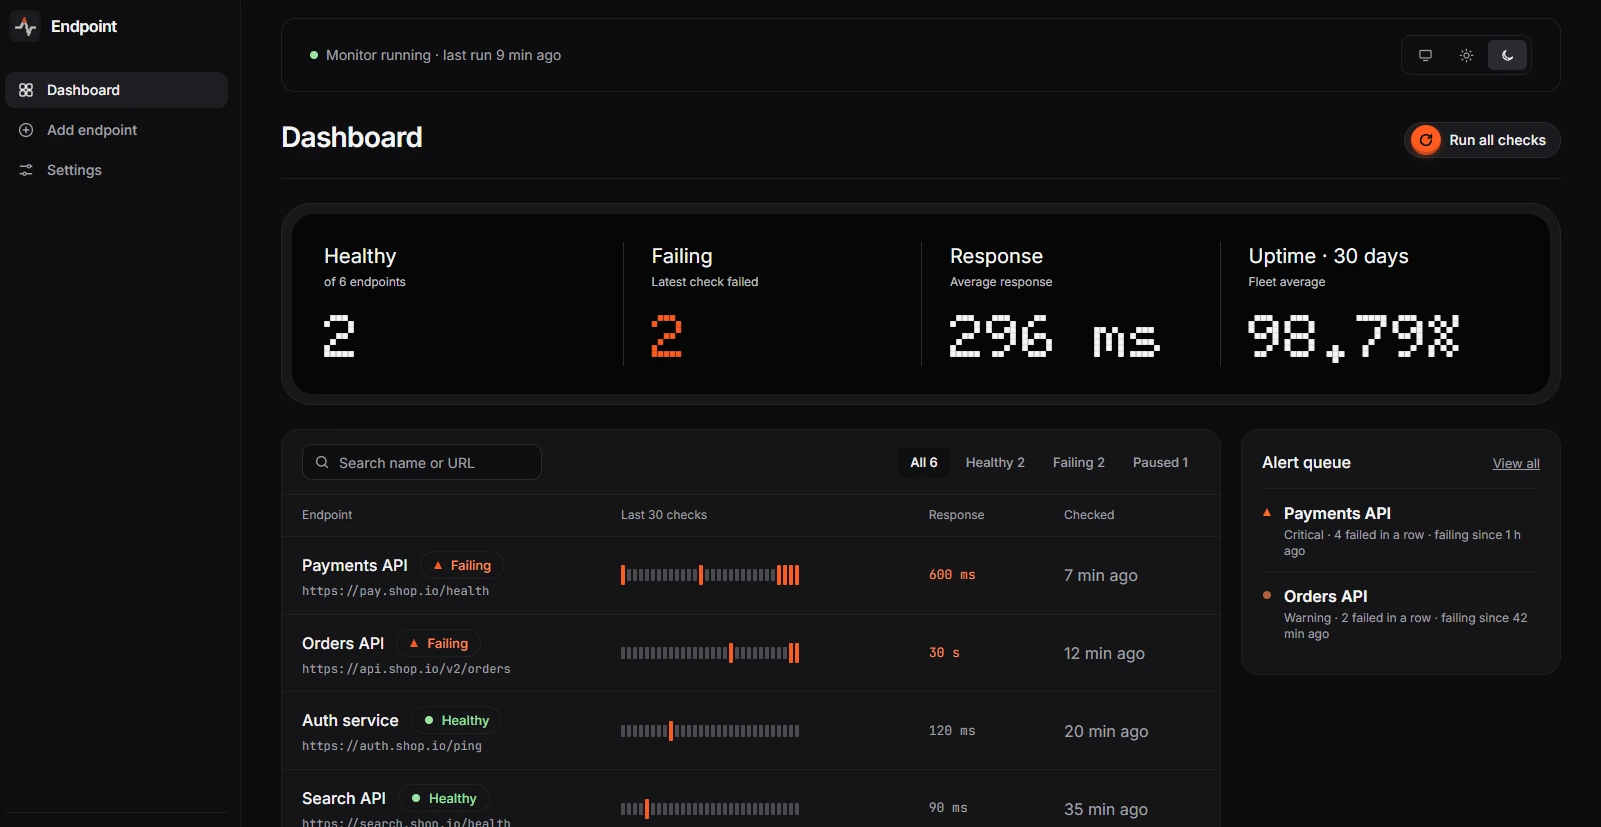 Endpoint
Dashboard
Add endpoint
Settings
Monitor running · last run 9 min ago
Dashboard
Run all checks
Healthy
of 6 endpoints
2
Failing
Latest check failed
2
Response
Average response
296 ms
Uptime · 30 days
Fleet average
98.79%
Search name or URL
All 6 Healthy 2 Failing 2 Paused 1
Endpoint Last 30 checks Response Checked
Payments API Failing
https://pay.shop.io/health
600 ms 7 min ago
Orders API Failing
https://api.shop.io/v2/orders
30 s 12 min ago
Auth service Healthy
https://auth.shop.io/ping
120 ms 20 min ago
Search API Healthy
https://search.shop.io/health
90 ms 35 min ago
Alert queue View all
Payments API
Critical · 4 failed in a row · failing since 1 h
ago
Orders API
Warning · 2 failed in a row · failing since 42
min ago